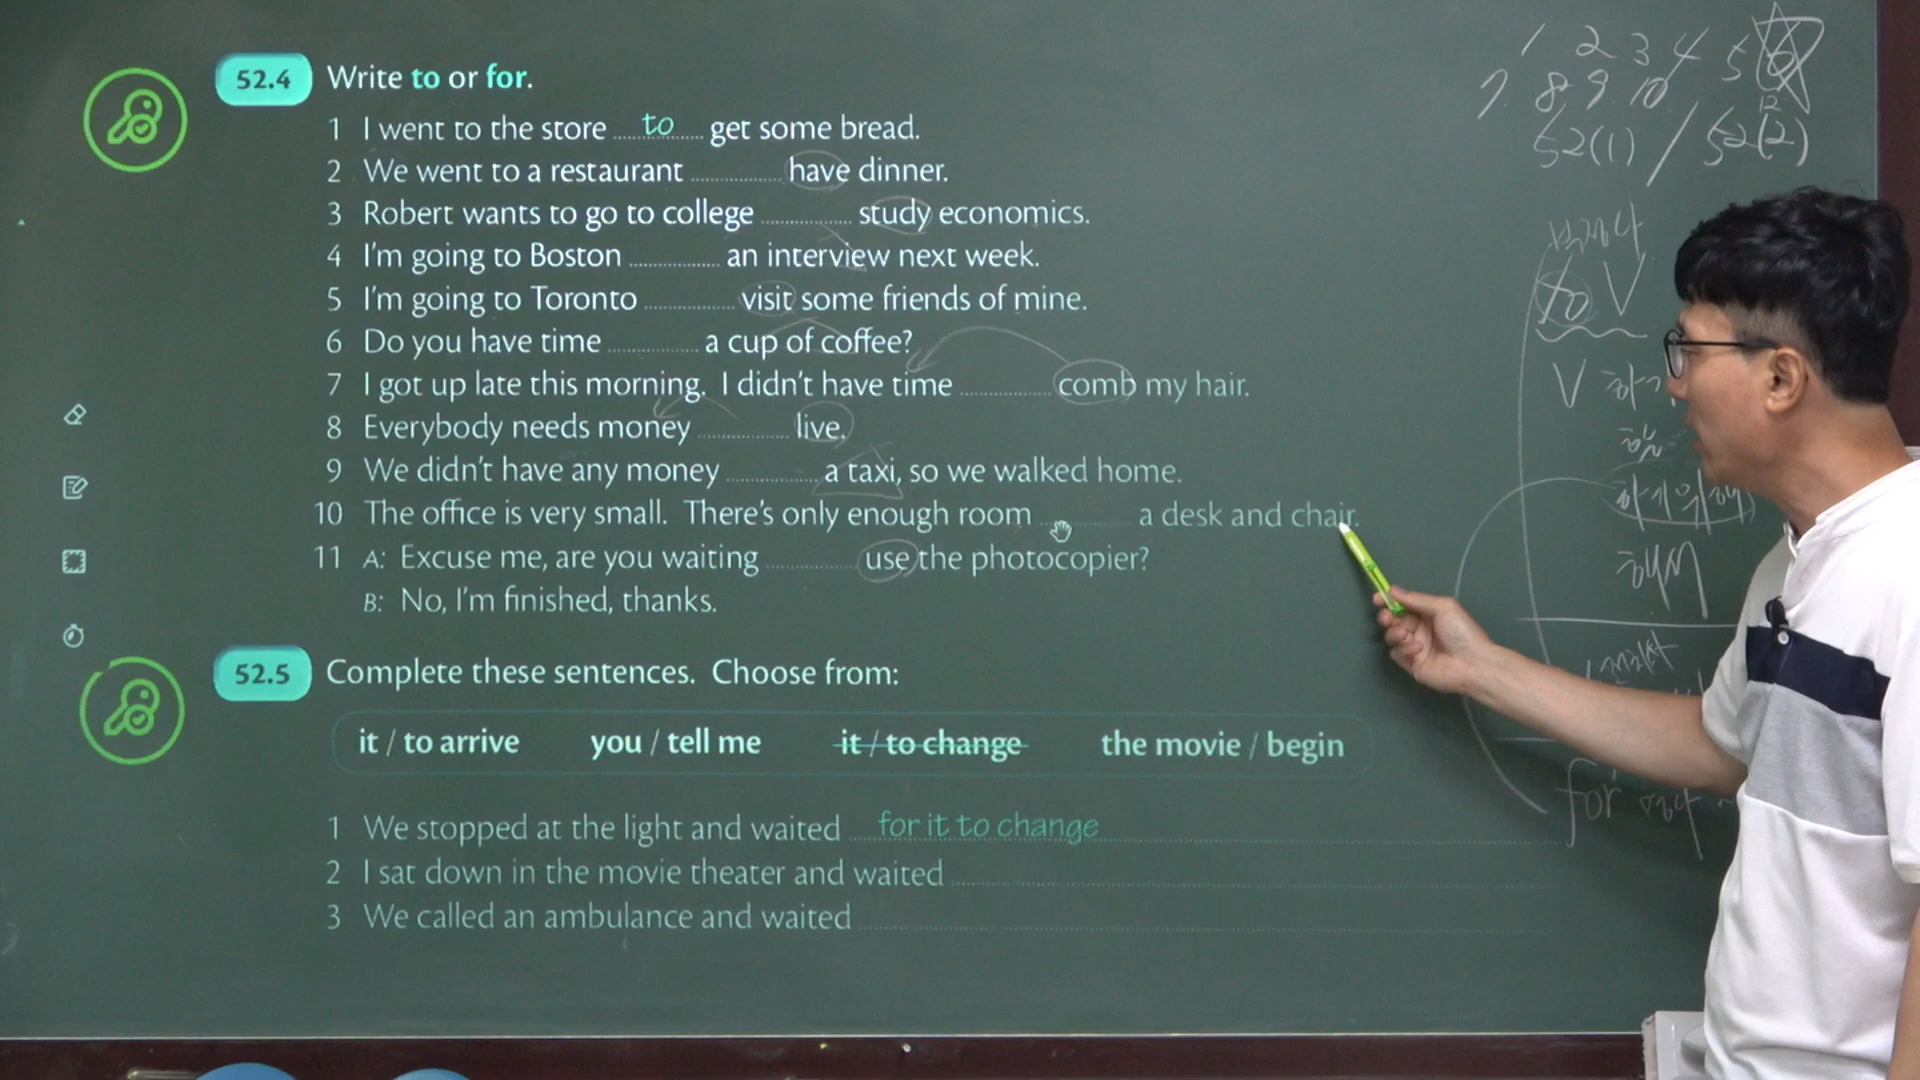 52.4 Write to or for.
1 I went to the store to get some bread.
2 We went to a restaurant .............. have dinner.
3 Robert wants to go to college .............. study economics.
4 I'm going to Boston .............. an interview next week.
5 I'm going to Toronto .............. visit some friends of mine.
6 Do you have time .............. a cup of coffee?
7 I got up late this morning. I didn't have time .............. comb my hair.
8 Everybody needs money .............. live.
9 We didn't have any money .............. a taxi, so we walked home.
10 The office is very small. There's only enough room .............. a desk and chair.
11 A: Excuse me, are you waiting .............. use the photocopier?
B: No, I'm finished, thanks.
52.5 Complete these sentences. Choose from:
it / to arrive you / tell me it / to change the movie / begin
1 We stopped at the light and waited for it to change
2 I sat down in the movie theater and waited
3 We called an ambulance and waited
1 2 3 4 5 6
7 8 9 10 12
52(1) / 52(2)
to V
V
for